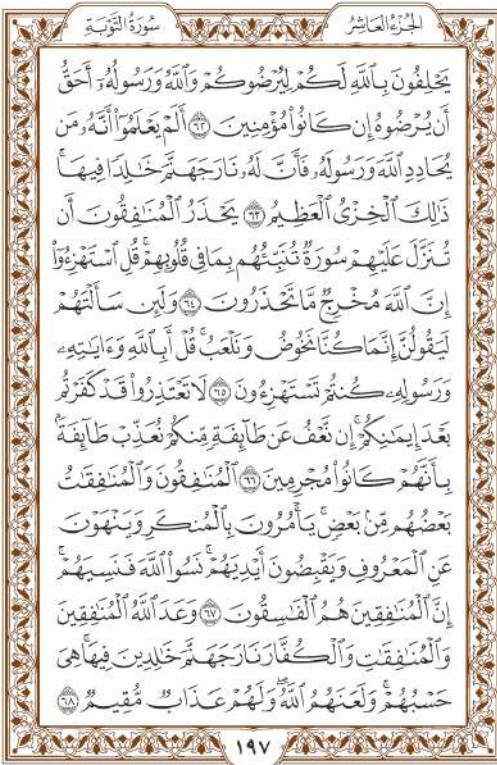 الجُزْءُ العَاشِرُ
سُورَةُ التَّوْبَةِ
يَحْلِفُونَ بِٱللَّهِ لَكُمْ لِيُرْضُوكُمْ وَٱللَّهُ وَرَسُولُهُۥٓ أَحَقُّ
أَن يُرْضُوهُ إِن كَانُوا۟ مُؤْمِنِينَ ٦٢ أَلَمْ يَعْلَمُوٓا۟ أَنَّهُۥ مَن
يُحَادِدِ ٱللَّهَ وَرَسُولَهُۥ فَأَنَّ لَهُۥ نَارَ جَهَنَّمَ خَٰلِدًا فِيهَا ۚ
ذَٰلِكَ ٱلْخِزْىُ ٱلْعَظِيمُ ٦٣ يَحْذَرُ ٱلْمُنَٰفِقُونَ أَن
تُنَزَّلَ عَلَيْهِمْ سُورَةٌ تُنَبِّئُهُم بِمَا فِى قُلُوبِهِمْ ۚ قُلِ ٱسْتَهْزِءُوٓا۟
إِنَّ ٱللَّهَ مُخْرِجٌ مَّا تَحْذَرُونَ ٦٤ وَلَئِن سَأَلْتَهُمْ
لَيَقُولُنَّ إِنَّمَا كُنَّا نَخُوضُ وَنَلْعَبُ ۚ قُلْ أَبِٱللَّهِ وَءَايَٰتِهِۦ
وَرَسُولِهِۦ كُنتُمْ تَسْتَهْزِءُونَ ٦٥ لَا تَعْتَذِرُوا۟ قَدْ كَفَرْتُم
بَعْدَ إِيمَٰنِكُمْ ۚ إِن نَّعْفُ عَن طَآئِفَةٍ مِّنكُمْ نُعَذِّبْ طَآئِفَةًۢ
بِأَنَّهُمْ كَانُوا۟ مُجْرِمِينَ ٦٦ ٱلْمُنَٰفِقُونَ وَٱلْمُنَٰفِقَٰتُ
بَعْضُهُم مِّنۢ بَعْضٍ ۚ يَأْمُرُونَ بِٱلْمُنكَرِ وَيَنْهَوْنَ
عَنِ ٱلْمَعْرُوفِ وَيَقْبِضُونَ أَيْدِيَهُمْ ۚ نَسُوا۟ ٱللَّهَ فَنَسِيَهُمْ ۗ
إِنَّ ٱلْمُنَٰفِقِينَ هُمُ ٱلْفَٰسِقُونَ ٦٧ وَعَدَ ٱللَّهُ ٱلْمُنَٰفِقِينَ
وَٱلْمُنَٰفِقَٰتِ وَٱلْكُفَّارَ نَارَ جَهَنَّمَ خَٰلِدِينَ فِيهَا ۚ هِىَ
حَسْبُهُمْ ۚ وَلَعَنَهُمُ ٱللَّهُ ۖ وَلَهُمْ عَذَابٌ مُّقِيمٌ ٦٨
١٩٧